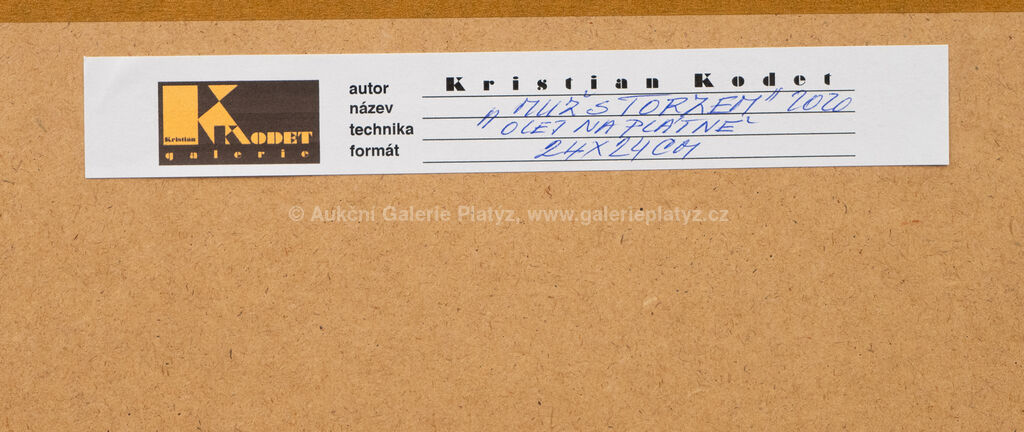 Kristian
KODET
galerie
autor Kristian Kodet
název „MUŽ S TORZEM" 2020
technika OLEJ NA PLÁTNĚ
formát 24X24CM
© Aukční Galerie Platýz, www.galerieplatyz.cz